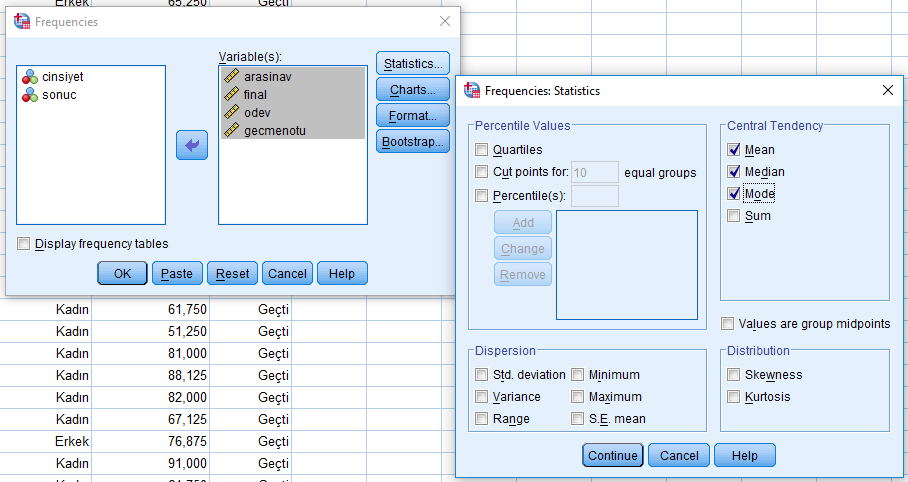 Erkek 65,250 Geçti
Frequencies
Variable(s):
cinsiyet
sonuc
arasinav
final
odev
gecmenotu
Statistics...
Charts...
Format...
Bootstrap...
Display frequency tables
OK Paste Reset Cancel Help
Frequencies: Statistics
Percentile Values
Quartiles
Cut points for: 10 equal groups
Percentile(s):
Add
Change
Remove
Central Tendency
Mean
Median
Mode
Sum
Values are group midpoints
Dispersion
Std. deviation Minimum
Variance Maximum
Range S.E. mean
Distribution
Skewness
Kurtosis
Continue Cancel Help
Kadın 61,750 Geçti
Kadın 51,250 Geçti
Kadın 81,000 Geçti
Kadın 88,125 Geçti
Kadın 82,000 Geçti
Kadın 67,125 Geçti
Erkek 76,875 Geçti
Kadın 91,000 Geçti